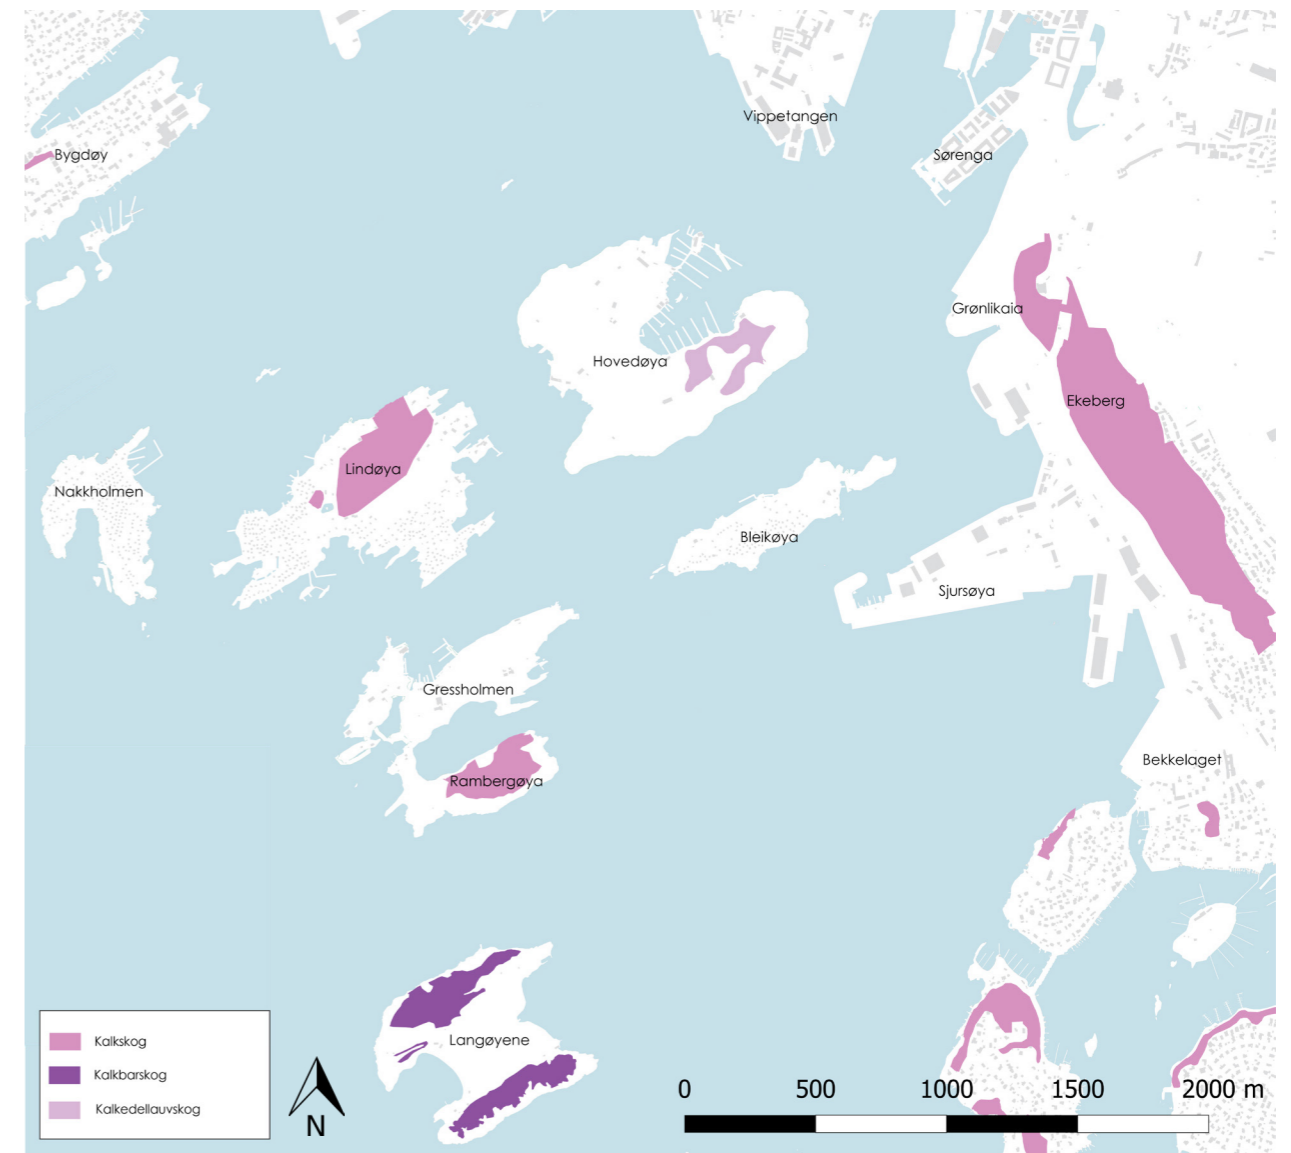 Vippetangen
Bygdøy
Sørenga
Grønlikaia
Hovedøya
Ekeberg
Lindøya
Nakkholmen
Bleikøya
Sjursøya
Gressholmen
Bekkelaget
Rambergøya
Langøyene
Kalkskog
Kalkbarskog
Kalkedellauvskog
N
0 500 1000 1500 2000 m